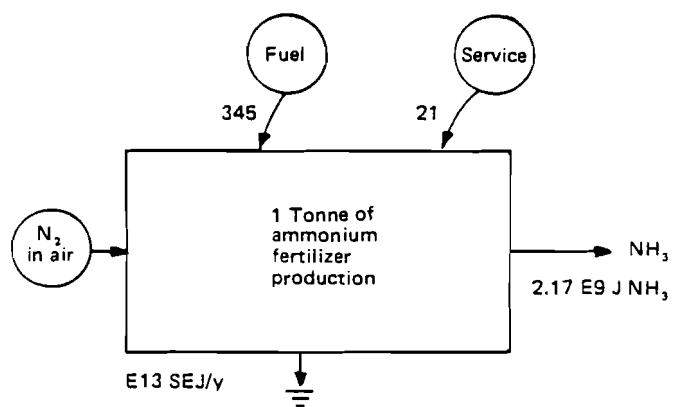 Fuel
Service
345
21
N₂
in air
1 Tonne of
ammonium
fertilizer
production
NH₃
2.17 E9 J NH₃
E13 SEJ/y